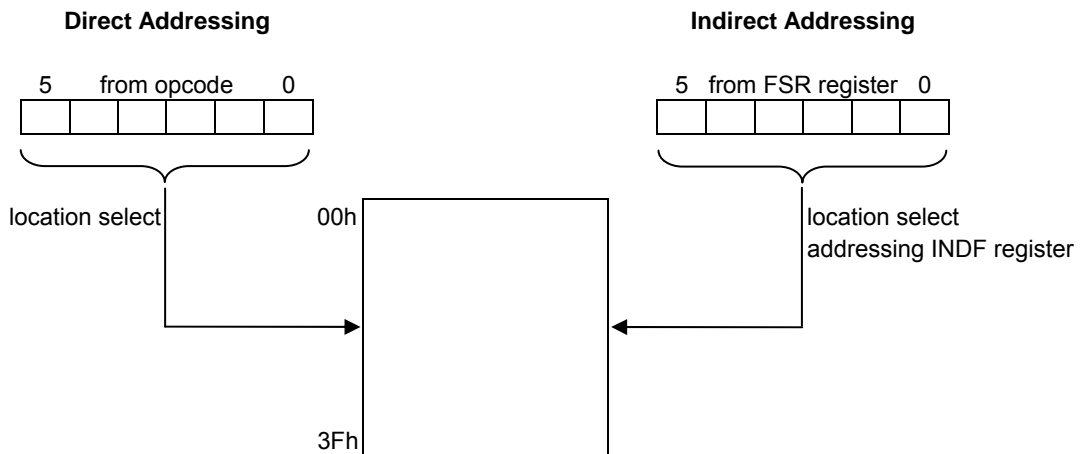 Direct Addressing
Indirect Addressing
5 from opcode 0
5 from FSR register 0
location select
00h
location select
addressing INDF register
3Fh